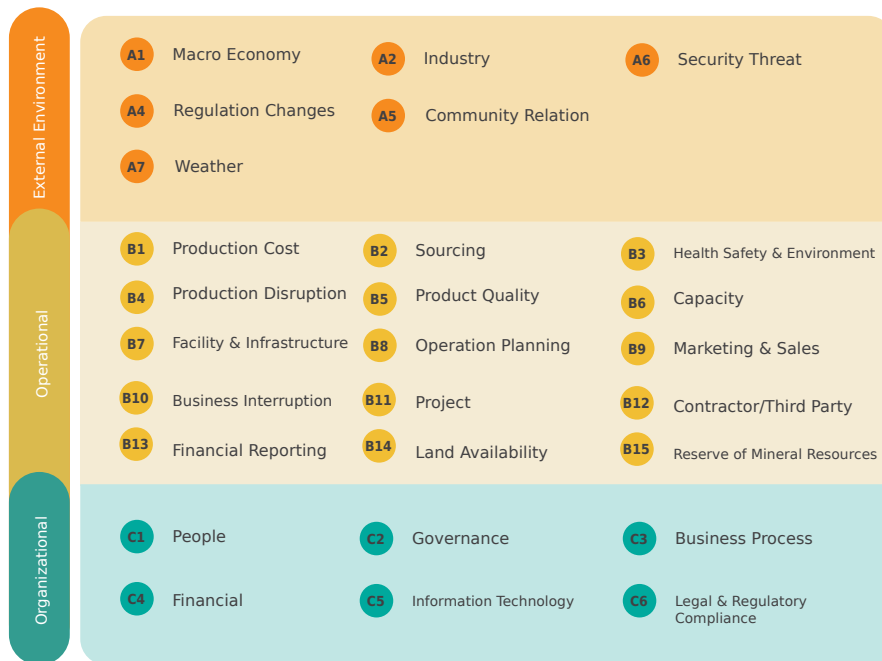 External Environment
A1 Macro Economy
A2 Industry
A6 Security Threat
A4 Regulation Changes
A5 Community Relation
A7 Weather
Operational
B1 Production Cost
B2 Sourcing
B3 Health Safety & Environment
B4 Production Disruption
B5 Product Quality
B6 Capacity
B7 Facility & Infrastructure
B8 Operation Planning
B9 Marketing & Sales
B10 Business Interruption
B11 Project
B12 Contractor/Third Party
B13 Financial Reporting
B14 Land Availability
B15 Reserve of Mineral Resources
Organizational
C1 People
C2 Governance
C3 Business Process
C4 Financial
C5 Information Technology
C6 Legal & Regulatory
Compliance